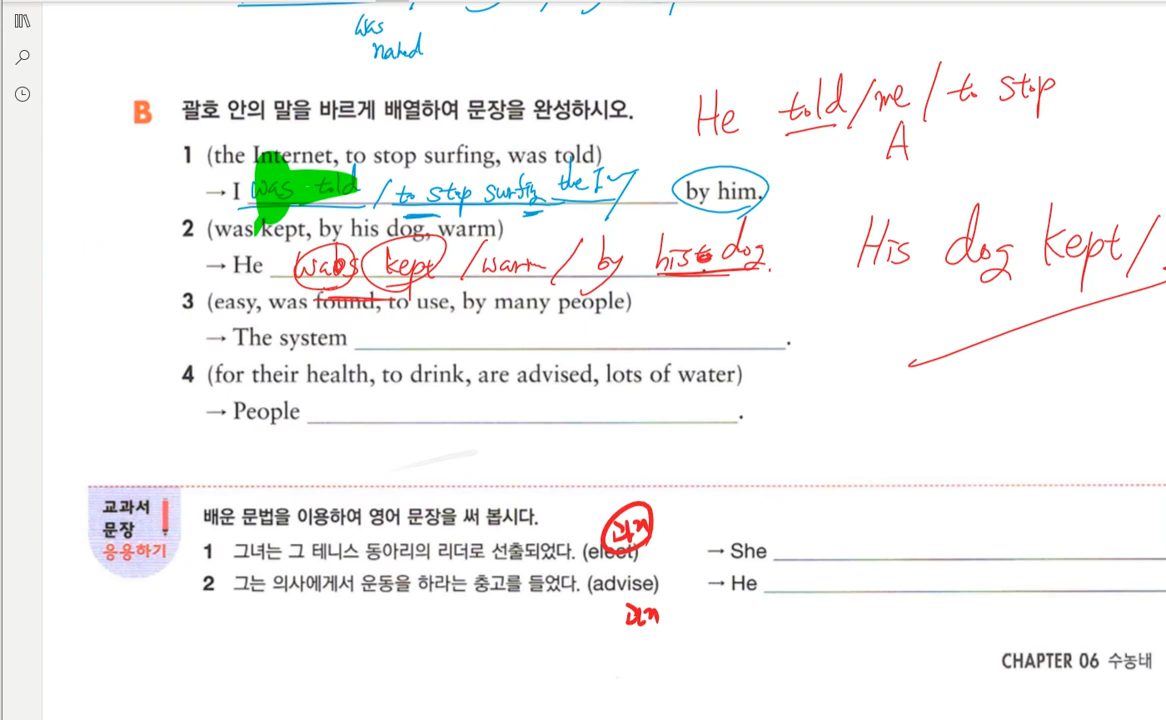 was
nated
He told/me/to stop
A
B 괄호 안의 말을 바르게 배열하여 문장을 완성하시오.
1 (the Internet, to stop surfing, was told)
→ I was told / to stop surfing the I~ by him.
2 (was kept, by his dog, warm)
→ He was kept / warm / by his dog.
His dog kept/
3 (easy, was found, to use, by many people)
→ The system .
4 (for their health, to drink, are advised, lots of water)
→ People .
교과서
문장
응용하기
배운 문법을 이용하여 영어 문장을 써 봅시다.
1 그녀는 그 테니스 동아리의 리더로 선출되었다. (elect) → She
2 그는 의사에게서 운동을 하라는 충고를 들었다. (advise) → He
CHAPTER 06 수능내